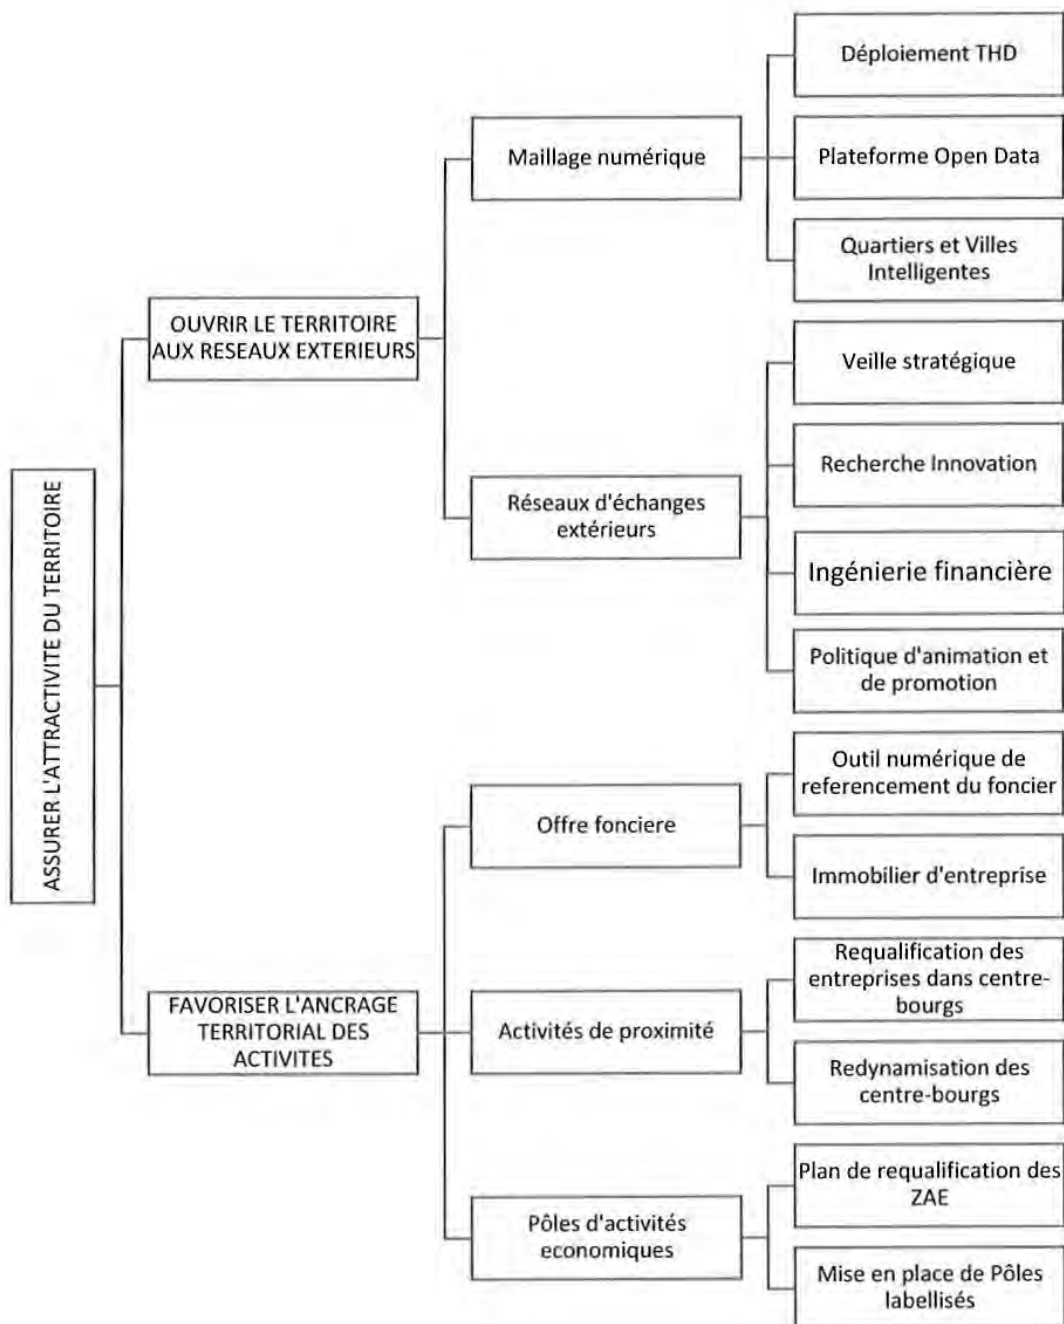 ASSURER L'ATTRACTIVITE DU TERRITOIRE
OUVRIR LE TERRITOIRE
AUX RESEAUX EXTERIEURS
Maillage numérique
Déploiement THD
Plateforme Open Data
Quartiers et Villes
Intelligentes
Réseaux d'échanges
extérieurs
Veille stratégique
Recherche Innovation
Ingénierie financière
Politique d'animation et
de promotion
FAVORISER L'ANCRAGE
TERRITORIAL DES
ACTIVITES
Offre fonciere
Outil numérique de
referencement du foncier
Immobilier d'entreprise
Activités de proximité
Requalification des
entreprises dans centre-
bourgs
Redynamisation des
centre-bourgs
Pôles d'activités
economiques
Plan de requalification des
ZAE
Mise en place de Pôles
labellisés